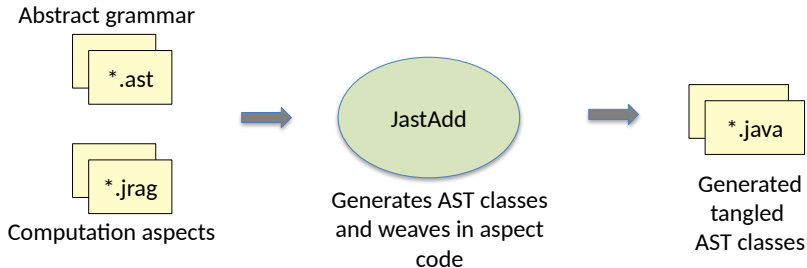 Abstract grammar
*.ast
*.jrag
Computation aspects
JastAdd
Generates AST classes
and weaves in aspect
code
*.java
Generated
tangled
AST classes